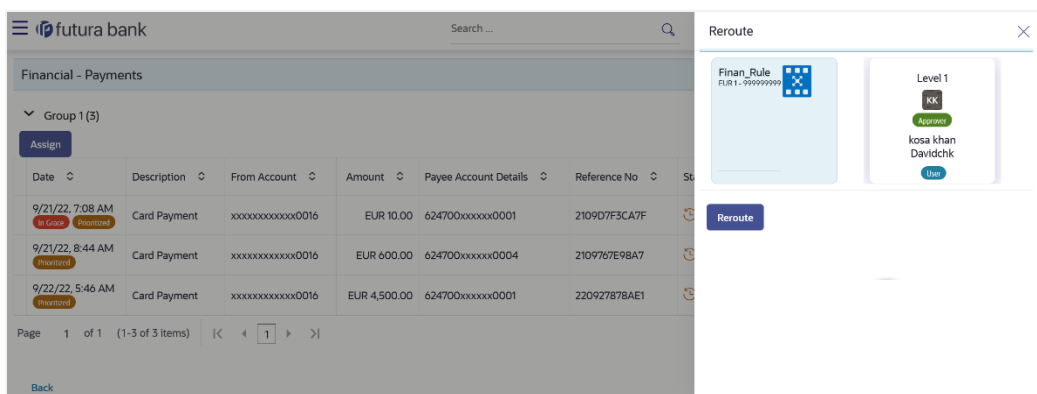 futura bank
Search ...
Financial - Payments
Group 1 (3)
Assign
Date Description From Account Amount Payee Account Details Reference No
9/21/22, 7:08 AM Card Payment xxxxxxxxxxxx0016 EUR 10.00 624700xxxxxx0001 2109D7F3CA7F
In Grace Prioritized
9/21/22, 8:44 AM Card Payment xxxxxxxxxxxx0016 EUR 600.00 624700xxxxxx0004 2109767E98A7
Prioritized
9/22/22, 5:46 AM Card Payment xxxxxxxxxxxx0016 EUR 4,500.00 624700xxxxxx0001 220927878AE1
Prioritized
Page 1 of 1 (1-3 of 3 items) 1
Back
Reroute
Finan_Rule
EUR 1 - 999999999
Level 1
KK
Approver
kosa khan
Davidchk
User
Reroute